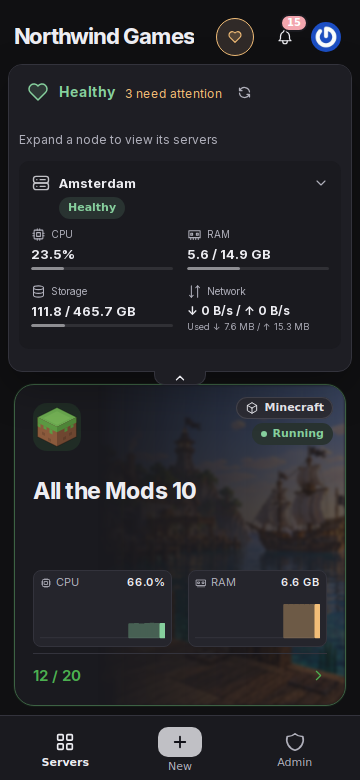 Northwind Games
15
Healthy 3 need attention
Expand a node to view its servers
Amsterdam
Healthy
CPU
23.5%
RAM
5.6 / 14.9 GB
Storage
111.8 / 465.7 GB
Network
↓ 0 B/s / ↑ 0 B/s
Used ↓ 7.6 MB / ↑ 15.3 MB
Minecraft
Running
All the Mods 10
CPU 66.0%
RAM 6.6 GB
12 / 20
Servers
New
Admin